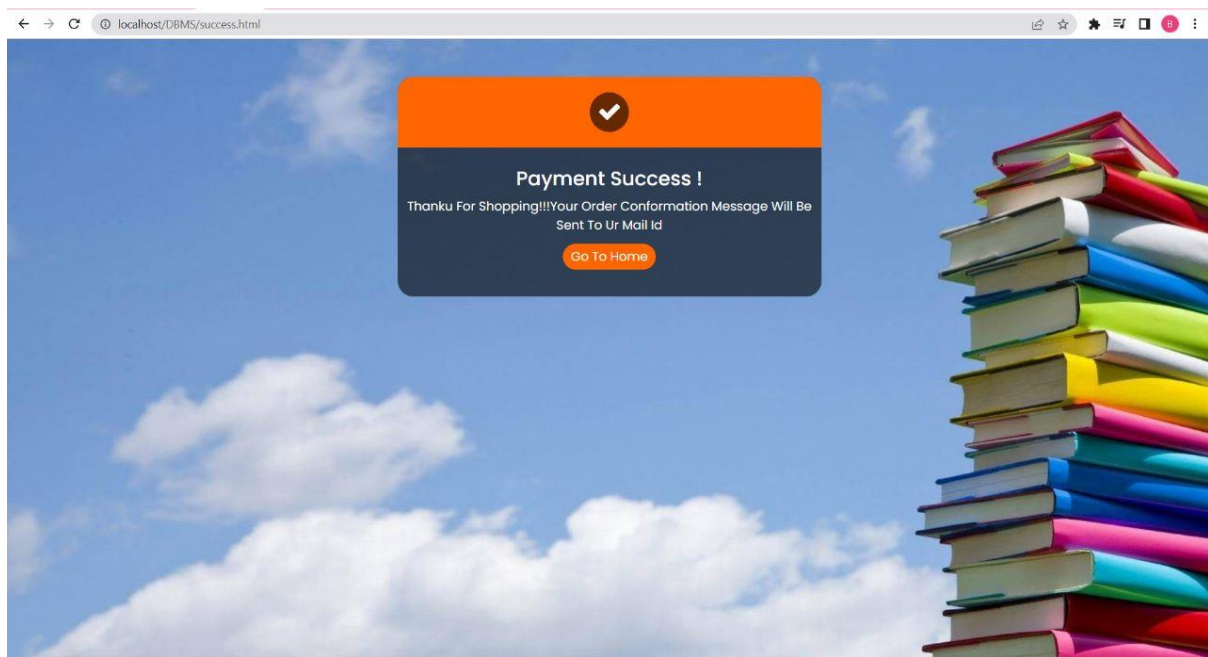 localhost/DBMS/success.html
B
Payment Success !
Thanku For Shopping!!!Your Order Conformation Message Will Be
Sent To Ur Mail Id
Go To Home